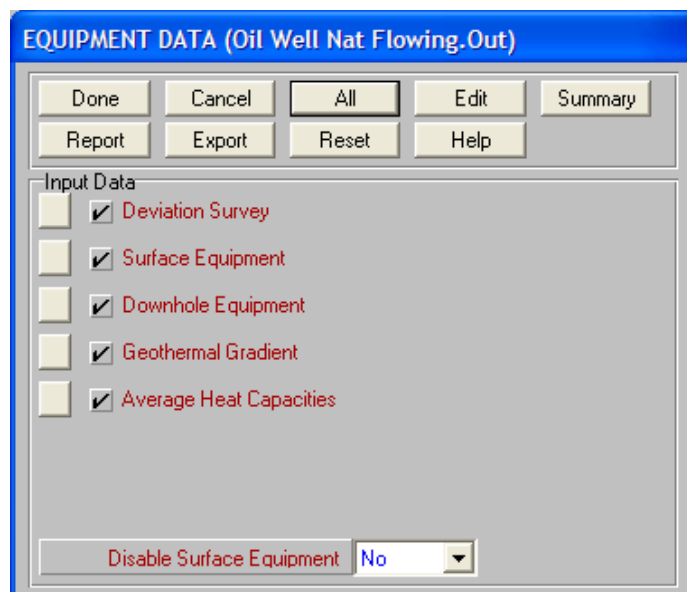 EQUIPMENT DATA (Oil Well Nat Flowing.Out)
Done Cancel All Edit Summary
Report Export Reset Help
Input Data
Deviation Survey
Surface Equipment
Downhole Equipment
Geothermal Gradient
Average Heat Capacities
Disable Surface Equipment No